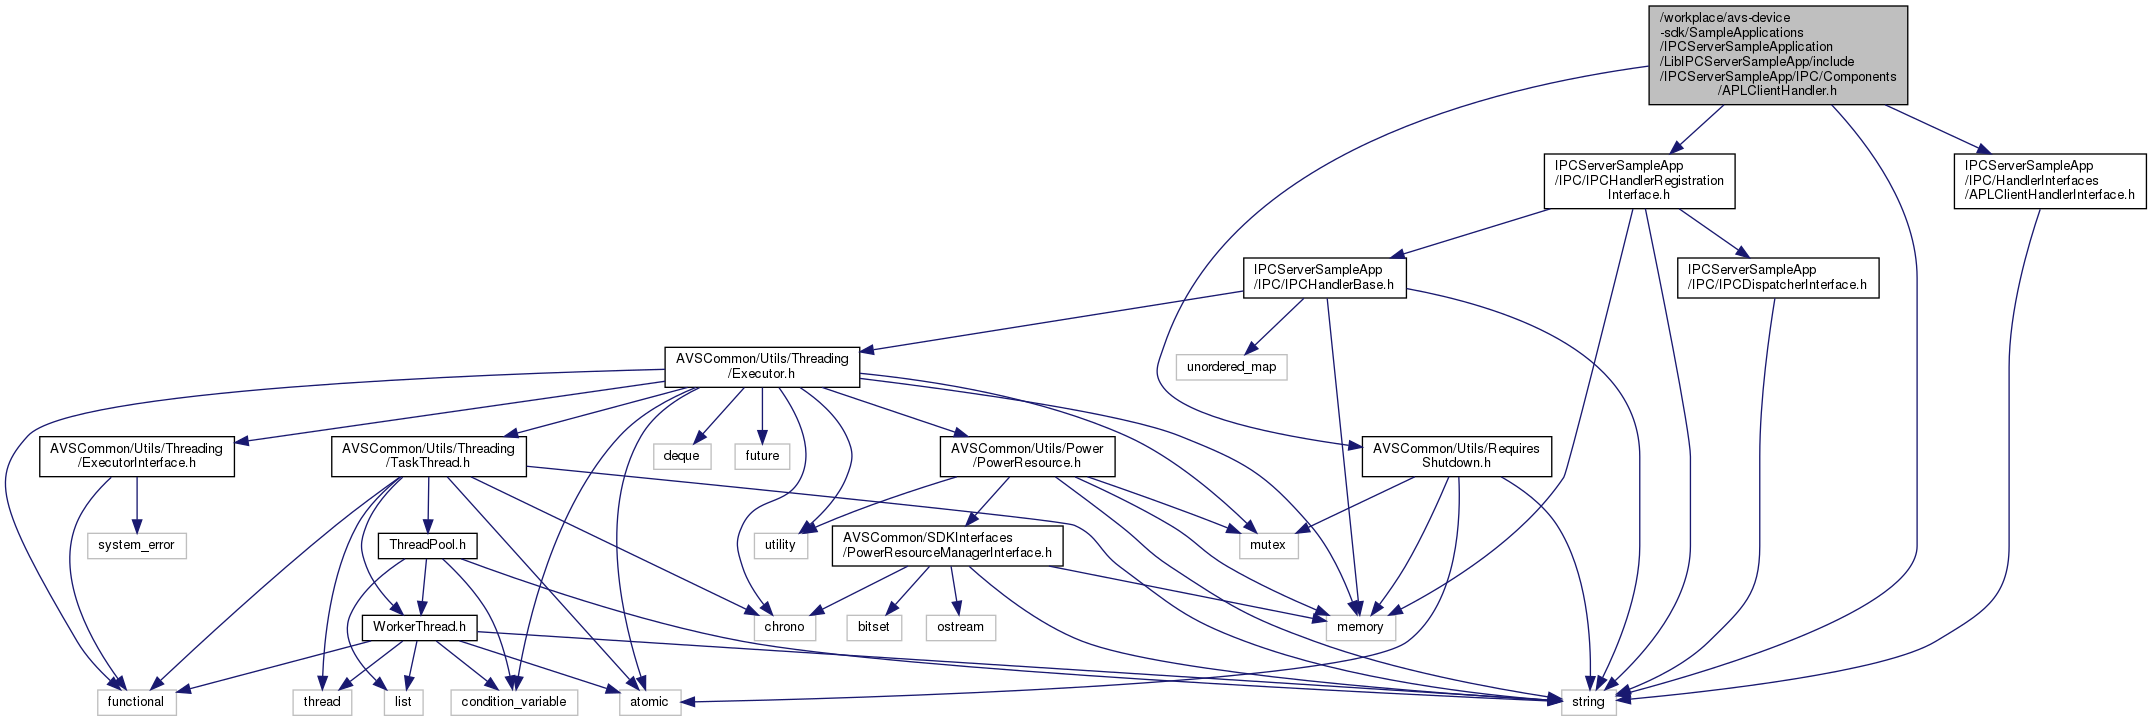 /workplace/avs-device
-sdk/SampleApplications
/IPCServerSampleApplication
/LibIPCServerSampleApp/include
/IPCServerSampleApp/IPC/Components
/APLClientHandler.h
IPCServerSampleApp
/IPC/IPCHandlerRegistration
Interface.h
IPCServerSampleApp
/IPC/HandlerInterfaces
/APLClientHandlerInterface.h
IPCServerSampleApp
/IPC/IPCHandlerBase.h
IPCServerSampleApp
/IPC/IPCDispatcherInterface.h
AVSCommon/Utils/Threading
/Executor.h
unordered_map
AVSCommon/Utils/Threading
/ExecutorInterface.h
AVSCommon/Utils/Threading
/TaskThread.h
deque
future
AVSCommon/Utils/Power
/PowerResource.h
AVSCommon/Utils/Requires
Shutdown.h
system_error
ThreadPool.h
utility
AVSCommon/SDKInterfaces
/PowerResourceManagerInterface.h
mutex
WorkerThread.h
chrono
bitset
ostream
memory
functional
thread
list
condition_variable
atomic
string